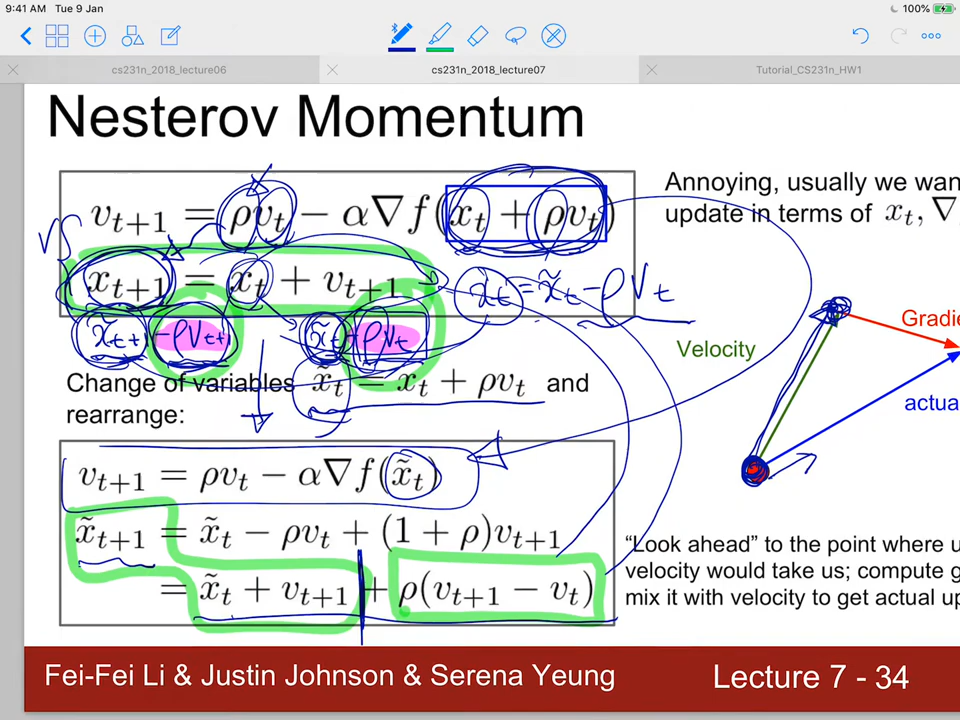 9:41 AM Tue 9 Jan
100%
cs231n_2018_lecture06
cs231n_2018_lecture07
Tutorial_CS231n_HW1
Nesterov Momentum
v_{t+1} = ρv_t − α∇f(x_t + ρv_t)
x_{t+1} = x_t + v_{t+1}
x_t = x̃_t − ρv_t
x̃_{t+1} − ρv_{t+1}
x̃_t − ρv_t
Annoying, usually we wan
update in terms of x_t, ∇
Change of variables x̃_t = x_t + ρv_t and
rearrange:
v_{t+1} = ρv_t − α∇f(x̃_t)
x̃_{t+1} = x̃_t − ρv_t + (1 + ρ)v_{t+1}
= x̃_t + v_{t+1} + ρ(v_{t+1} − v_t)
Gradie
Velocity
actua
“Look ahead” to the point where u
velocity would take us; compute g
mix it with velocity to get actual up
Fei-Fei Li & Justin Johnson & Serena Yeung
Lecture 7 - 34